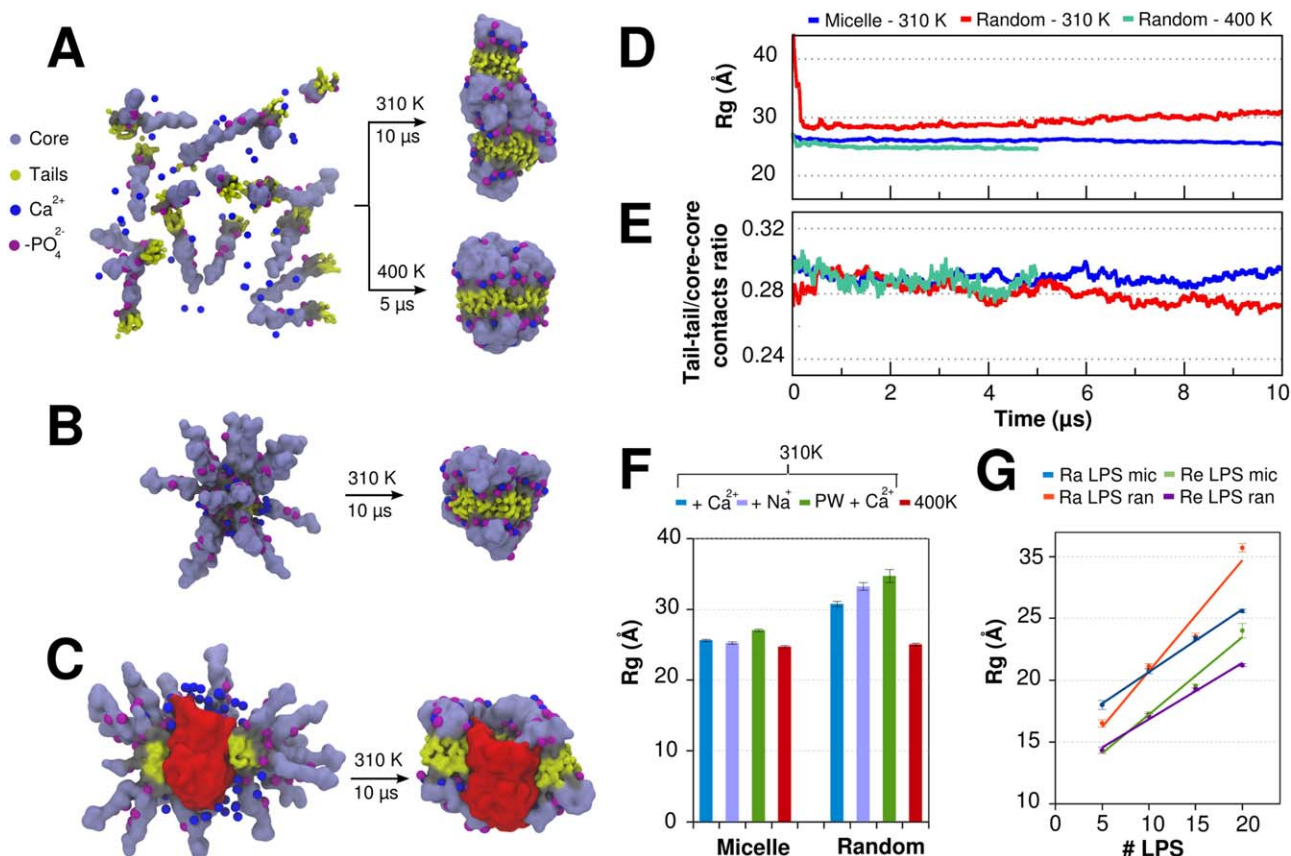 A
Core
Tails
Ca²⁺
-PO₄²⁻
310 K
10 µs
400 K
5 µs
B
310 K
10 µs
C
310 K
10 µs
Micelle - 310 K Random - 310 K Random - 400 K
D
Rg (Å)
40
30
20
E
Tail-tail/core-core
contacts ratio
0.32
0.28
0.24
0 2 4 6 8 10
Time (µs)
F
310K
+ Ca²⁺ + Na⁺ PW + Ca²⁺ 400K
Rg (Å)
40
30
20
10
0
Micelle Random
G
Ra LPS mic Re LPS mic
Ra LPS ran Re LPS ran
Rg (Å)
35
25
20
15
10
0 5 10 15 20
# LPS